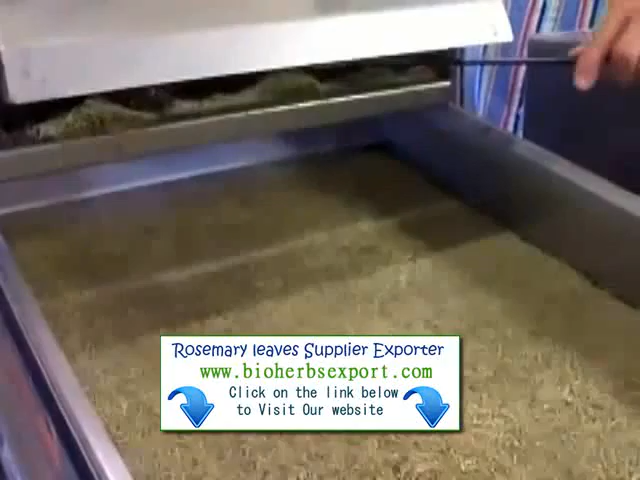 Rosemary leaves Supplier Exporter
www.bioherbsexport.com
Click on the link below
to Visit Our website